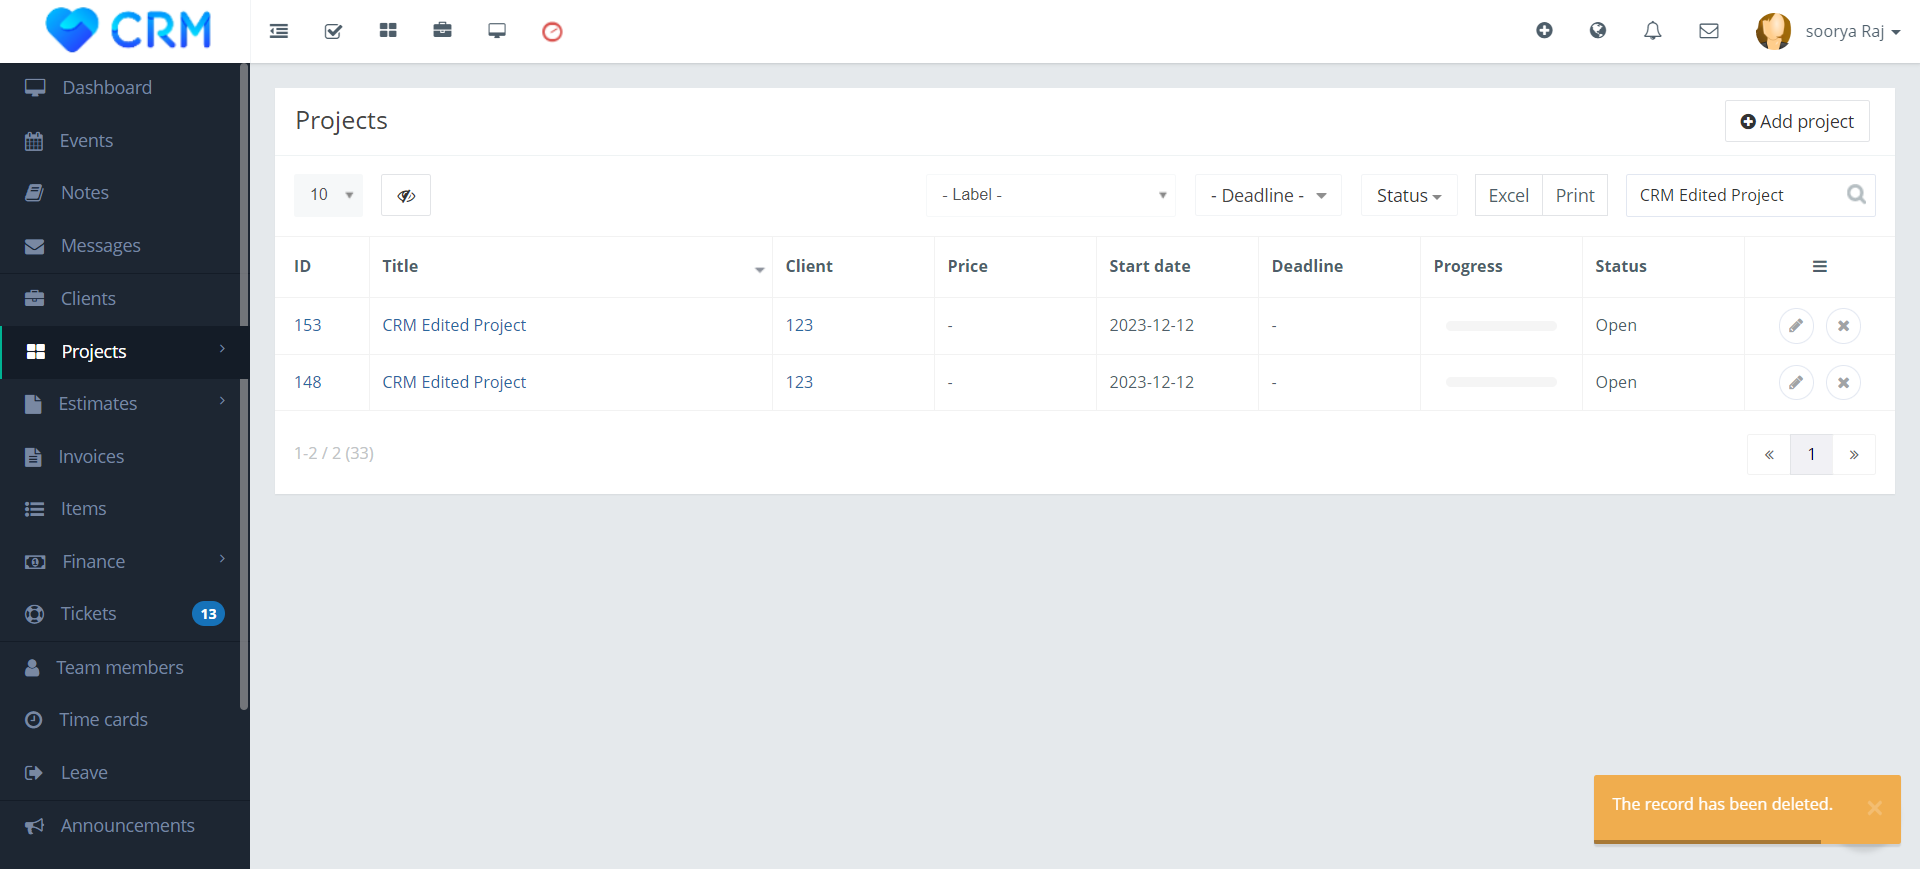 CRM
soorya Raj
Dashboard
Events
Notes
Messages
Clients
Projects
Estimates
Invoices
Items
Finance
Tickets 13
Team members
Time cards
Leave
Announcements
Projects
Add project
10
- Label -
- Deadline -
Status
Excel
Print
CRM Edited Project
ID Title Client Price Start date Deadline Progress Status
153 CRM Edited Project 123 - 2023-12-12 - Open
148 CRM Edited Project 123 - 2023-12-12 - Open
1-2 / 2 (33)
« 1 »
The record has been deleted. ×